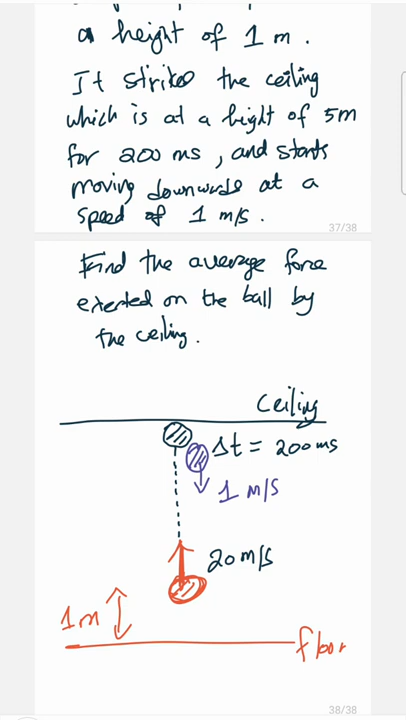 a height of 1 m.
It strikes the ceiling
which is at a height of 5m
for 200 ms, and starts
moving downwards at a
speed of 1 m/s.
37/38
Find the average force
exerted on the ball by
the ceiling.
Ceiling
Δt = 200 ms
1 m/s
20 m/s
1m
floor
38/38